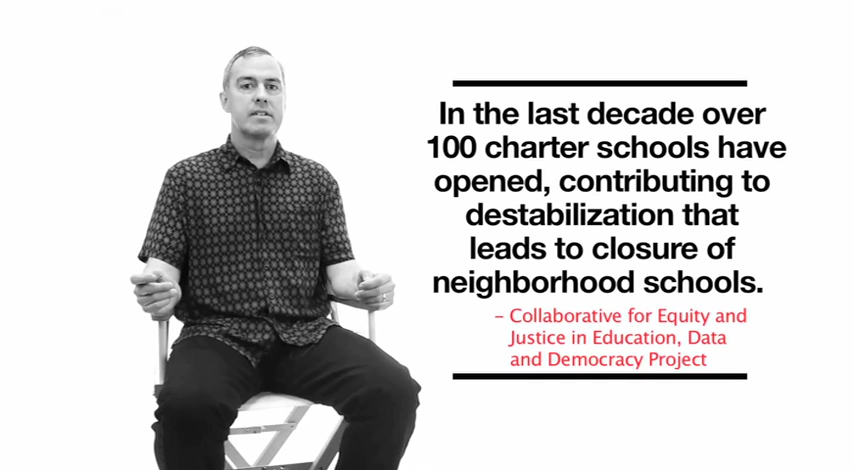 In the last decade over
100 charter schools have
opened, contributing to
destabilization that
leads to closure of
neighborhood schools.
– Collaborative for Equity and
Justice in Education, Data
and Democracy Project